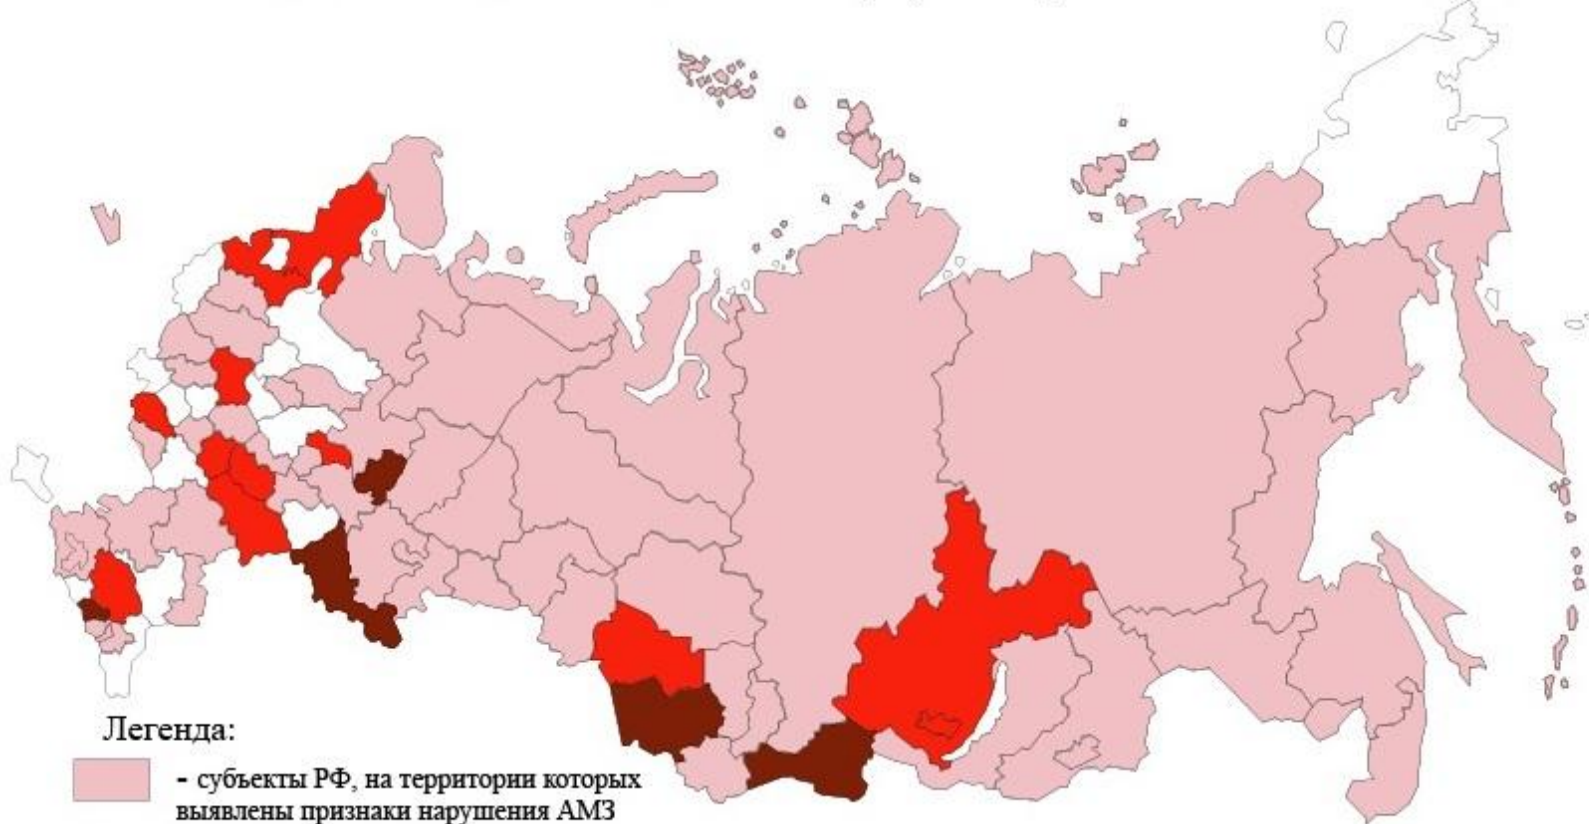 Легенда:
- субъекты РФ, на территории которых
выявлены признаки нарушения АМЗ